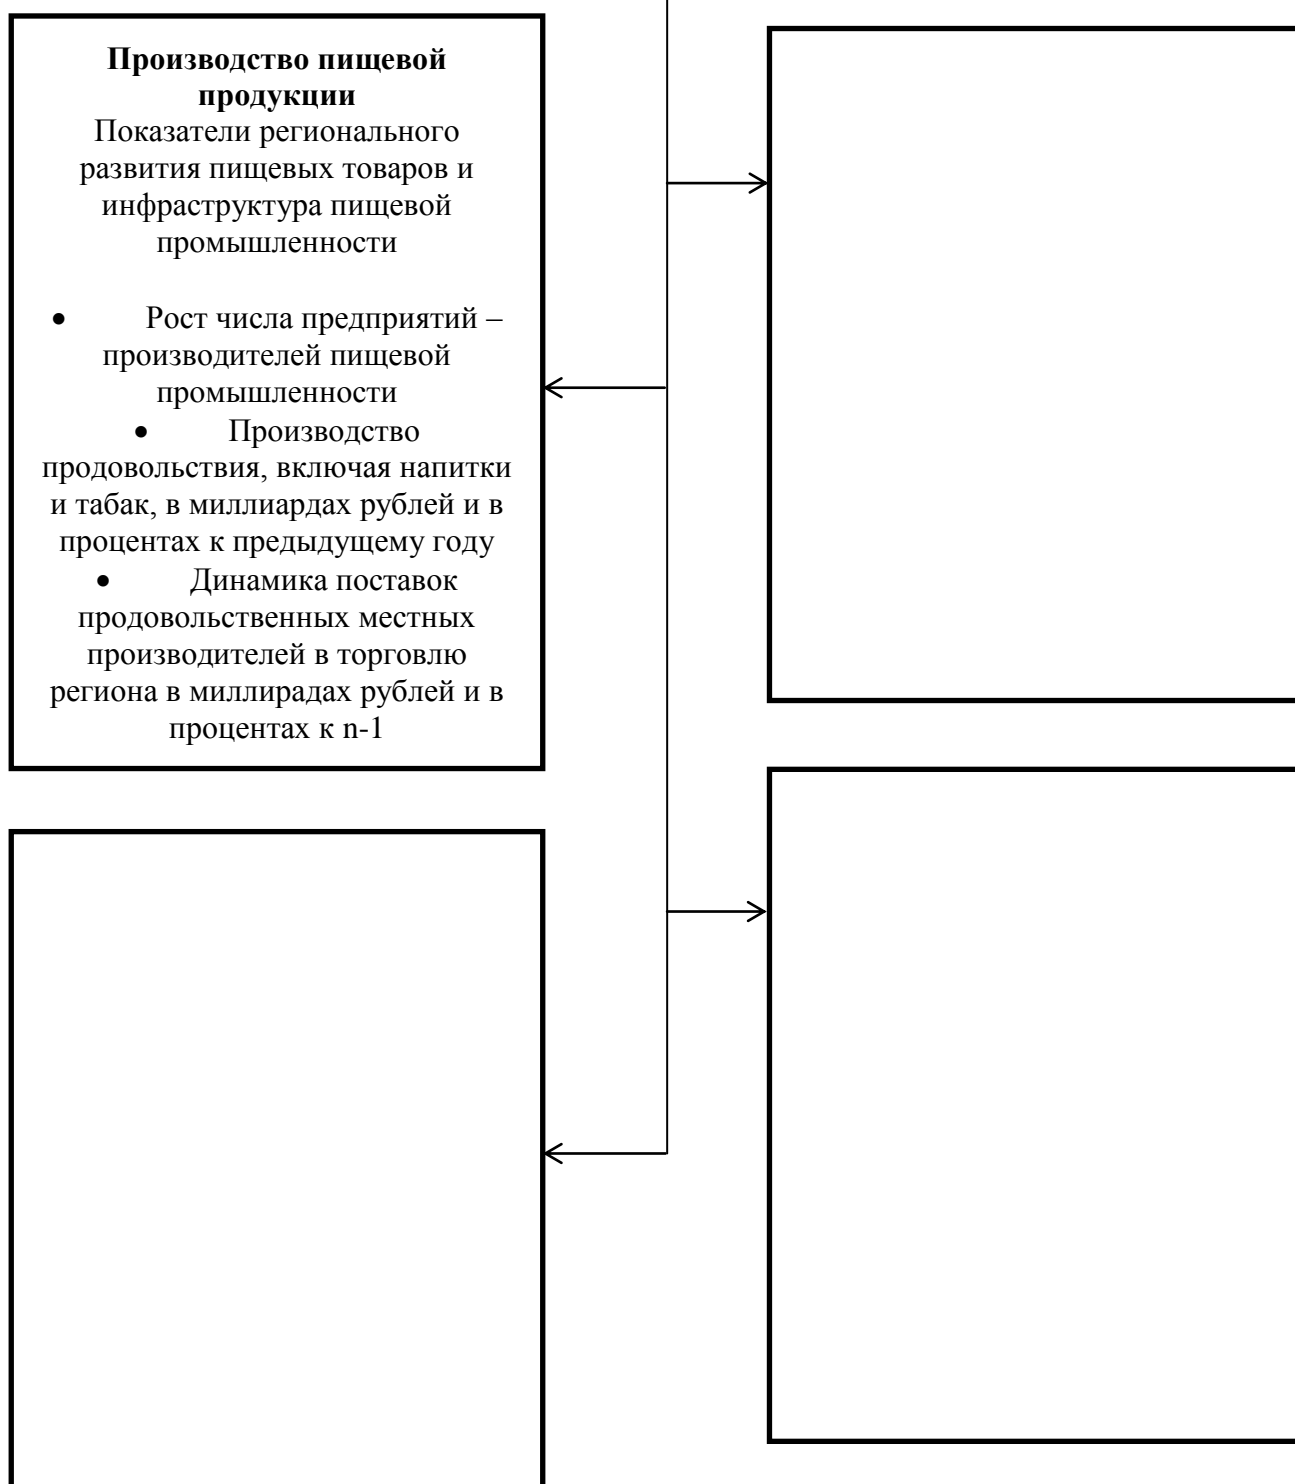 Производство пищевой
продукции
Показатели регионального
развития пищевых товаров и
инфраструктура пищевой
промышленности
• Рост числа предприятий –
производителей пищевой
промышленности
• Производство
продовольствия, включая напитки
и табак, в миллиардах рублей и в
процентах к предыдущему году
• Динамика поставок
продовольственных местных
производителей в торговлю
региона в миллирадах рублей и в
процентах к n-1